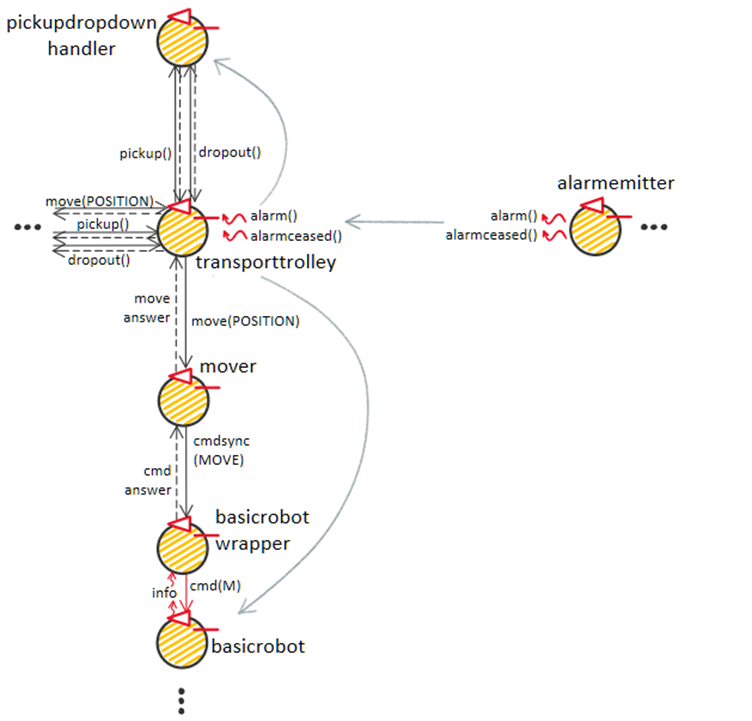 pickupdropdown
handler
pickup()
dropout()
alarmemitter
move(POSITION)
alarm()
alarm()
pickup()
alarmceased()
alarmceased()
dropout()
transporttrolley
move
answer
move(POSITION)
mover
cmdsync
(MOVE)
cmd
answer
basicrobot
wrapper
info
cmd(M)
basicrobot